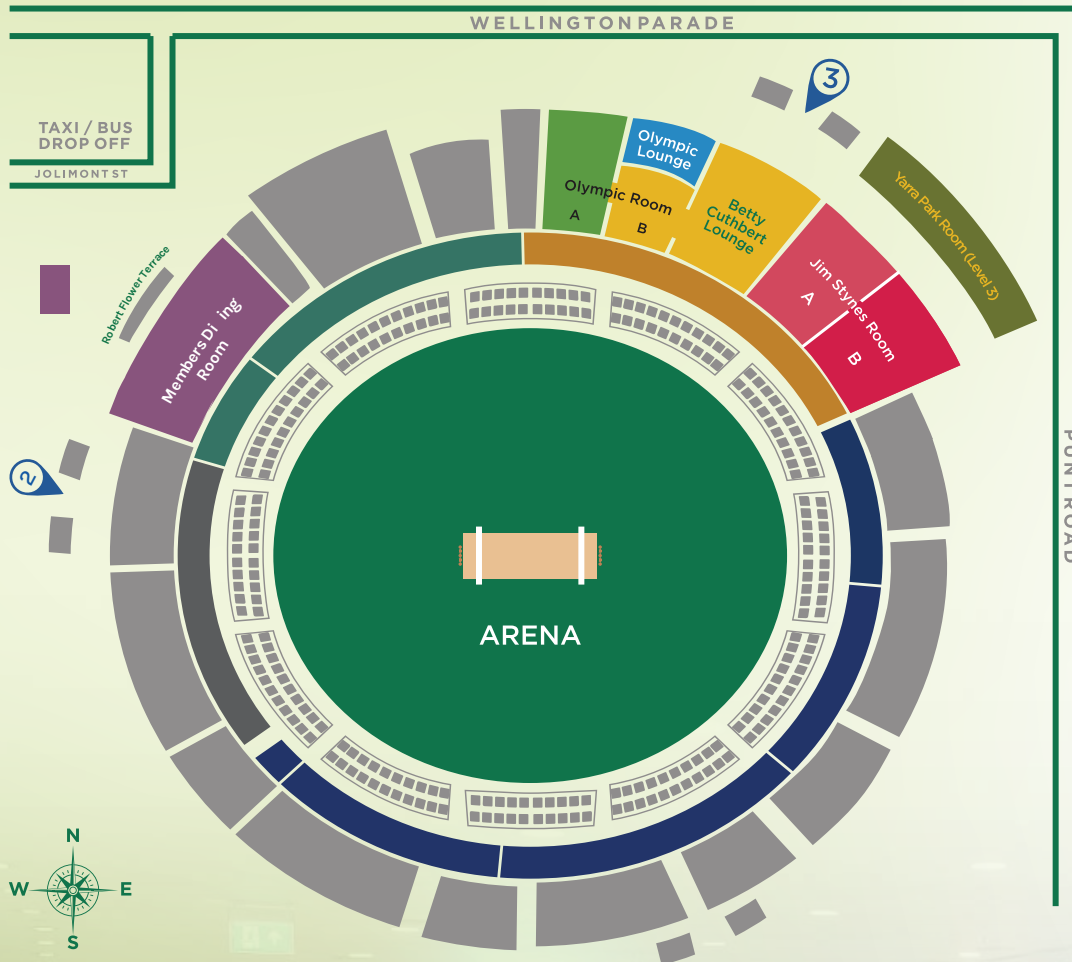 WELLINGTON PARADE
3
TAXI / BUS
DROP OFF
JOLIMONT ST
Olympic
Lounge
Olympic Room
A
B
Betty
Cuthbert
Lounge
Yarra Park Room (Level 3)
Jim Stynes Room
A
B
Robert Flower Terrace
Members Di ing
Room
2
PUNT ROAD
ARENA
N
W
E
S